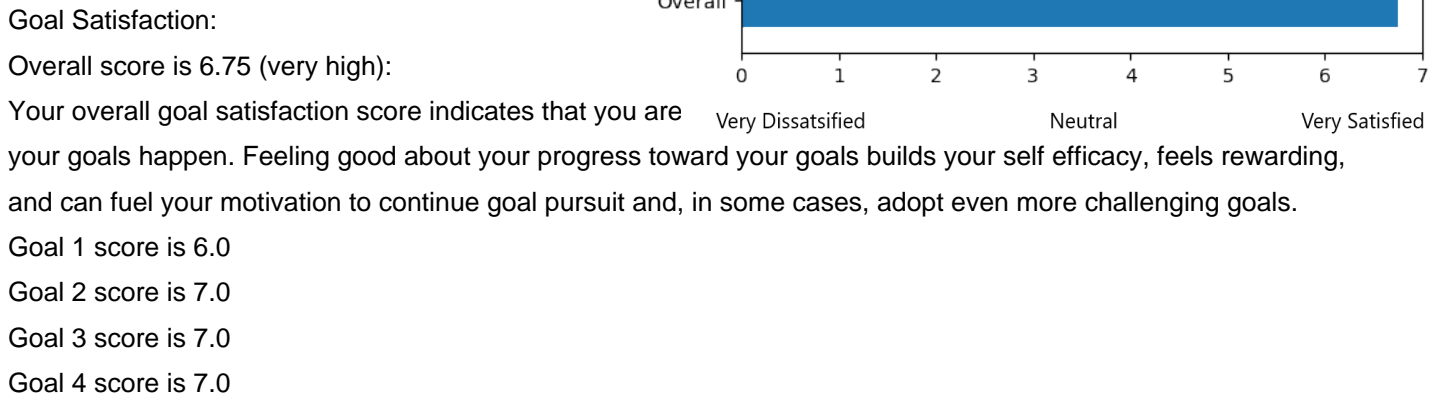 Goal Satisfaction:
Overall
Overall score is 6.75 (very high):
0 1 2 3 4 5 6 7
Your overall goal satisfaction score indicates that you are
Very Dissatsified Neutral Very Satisfied
your goals happen. Feeling good about your progress toward your goals builds your self efficacy, feels rewarding,
and can fuel your motivation to continue goal pursuit and, in some cases, adopt even more challenging goals.
Goal 1 score is 6.0
Goal 2 score is 7.0
Goal 3 score is 7.0
Goal 4 score is 7.0